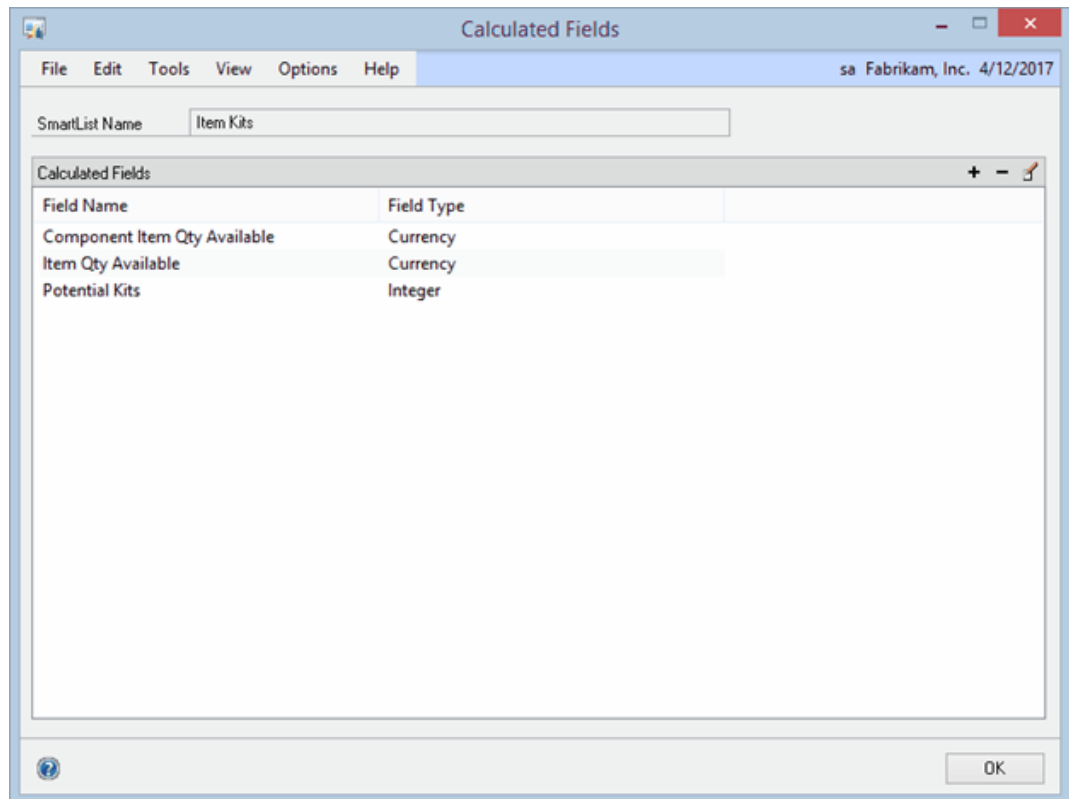 Calculated Fields
File Edit Tools View Options Help sa Fabrikam, Inc. 4/12/2017
SmartList Name Item Kits
Calculated Fields
Field Name Field Type
Component Item Qty Available Currency
Item Qty Available Currency
Potential Kits Integer
OK